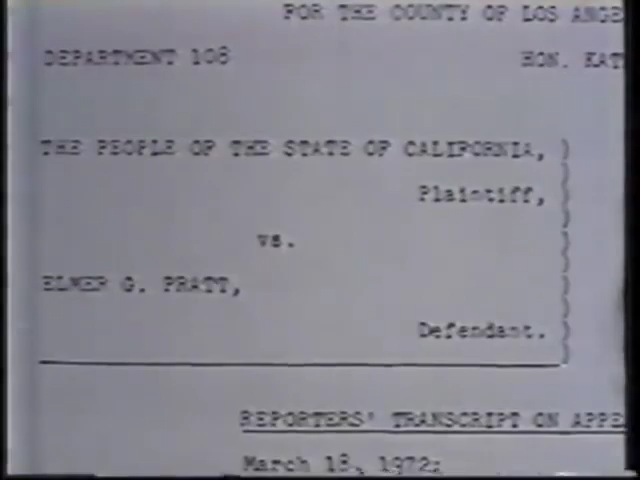 FOR THE COUNTY OF LOS ANGE
DEPARTMENT 108 HON. KAT
THE PEOPLE OF THE STATE OF CALIFORNIA, )
Plaintiff, )
vs. )
ELMER G. PRATT, )
Defendant. )
REPORTERS' TRANSCRIPT ON APPE
March 18, 1972;